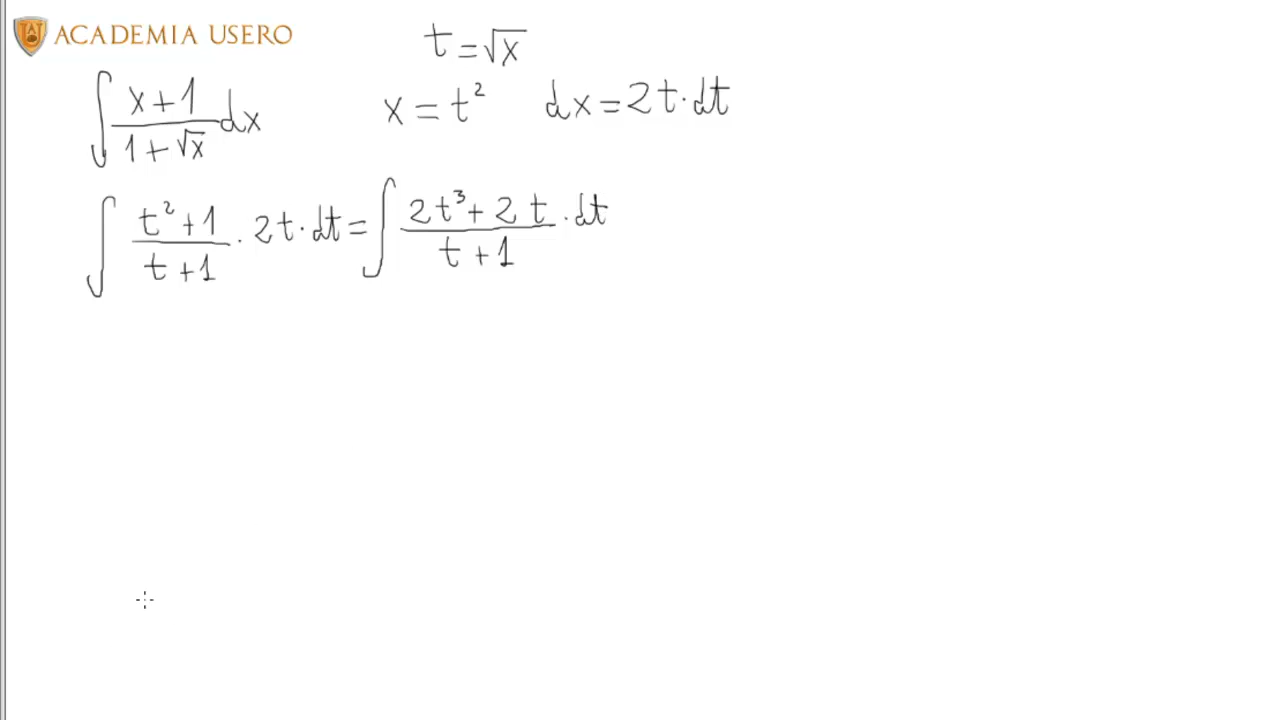 ACADEMIA USERO
t = √x
∫ (x+1)/(1+√x) dx    x = t²    dx = 2t·dt
∫ (t²+1)/(t+1) · 2t·dt = ∫ (2t³+2t)/(t+1) ·dt